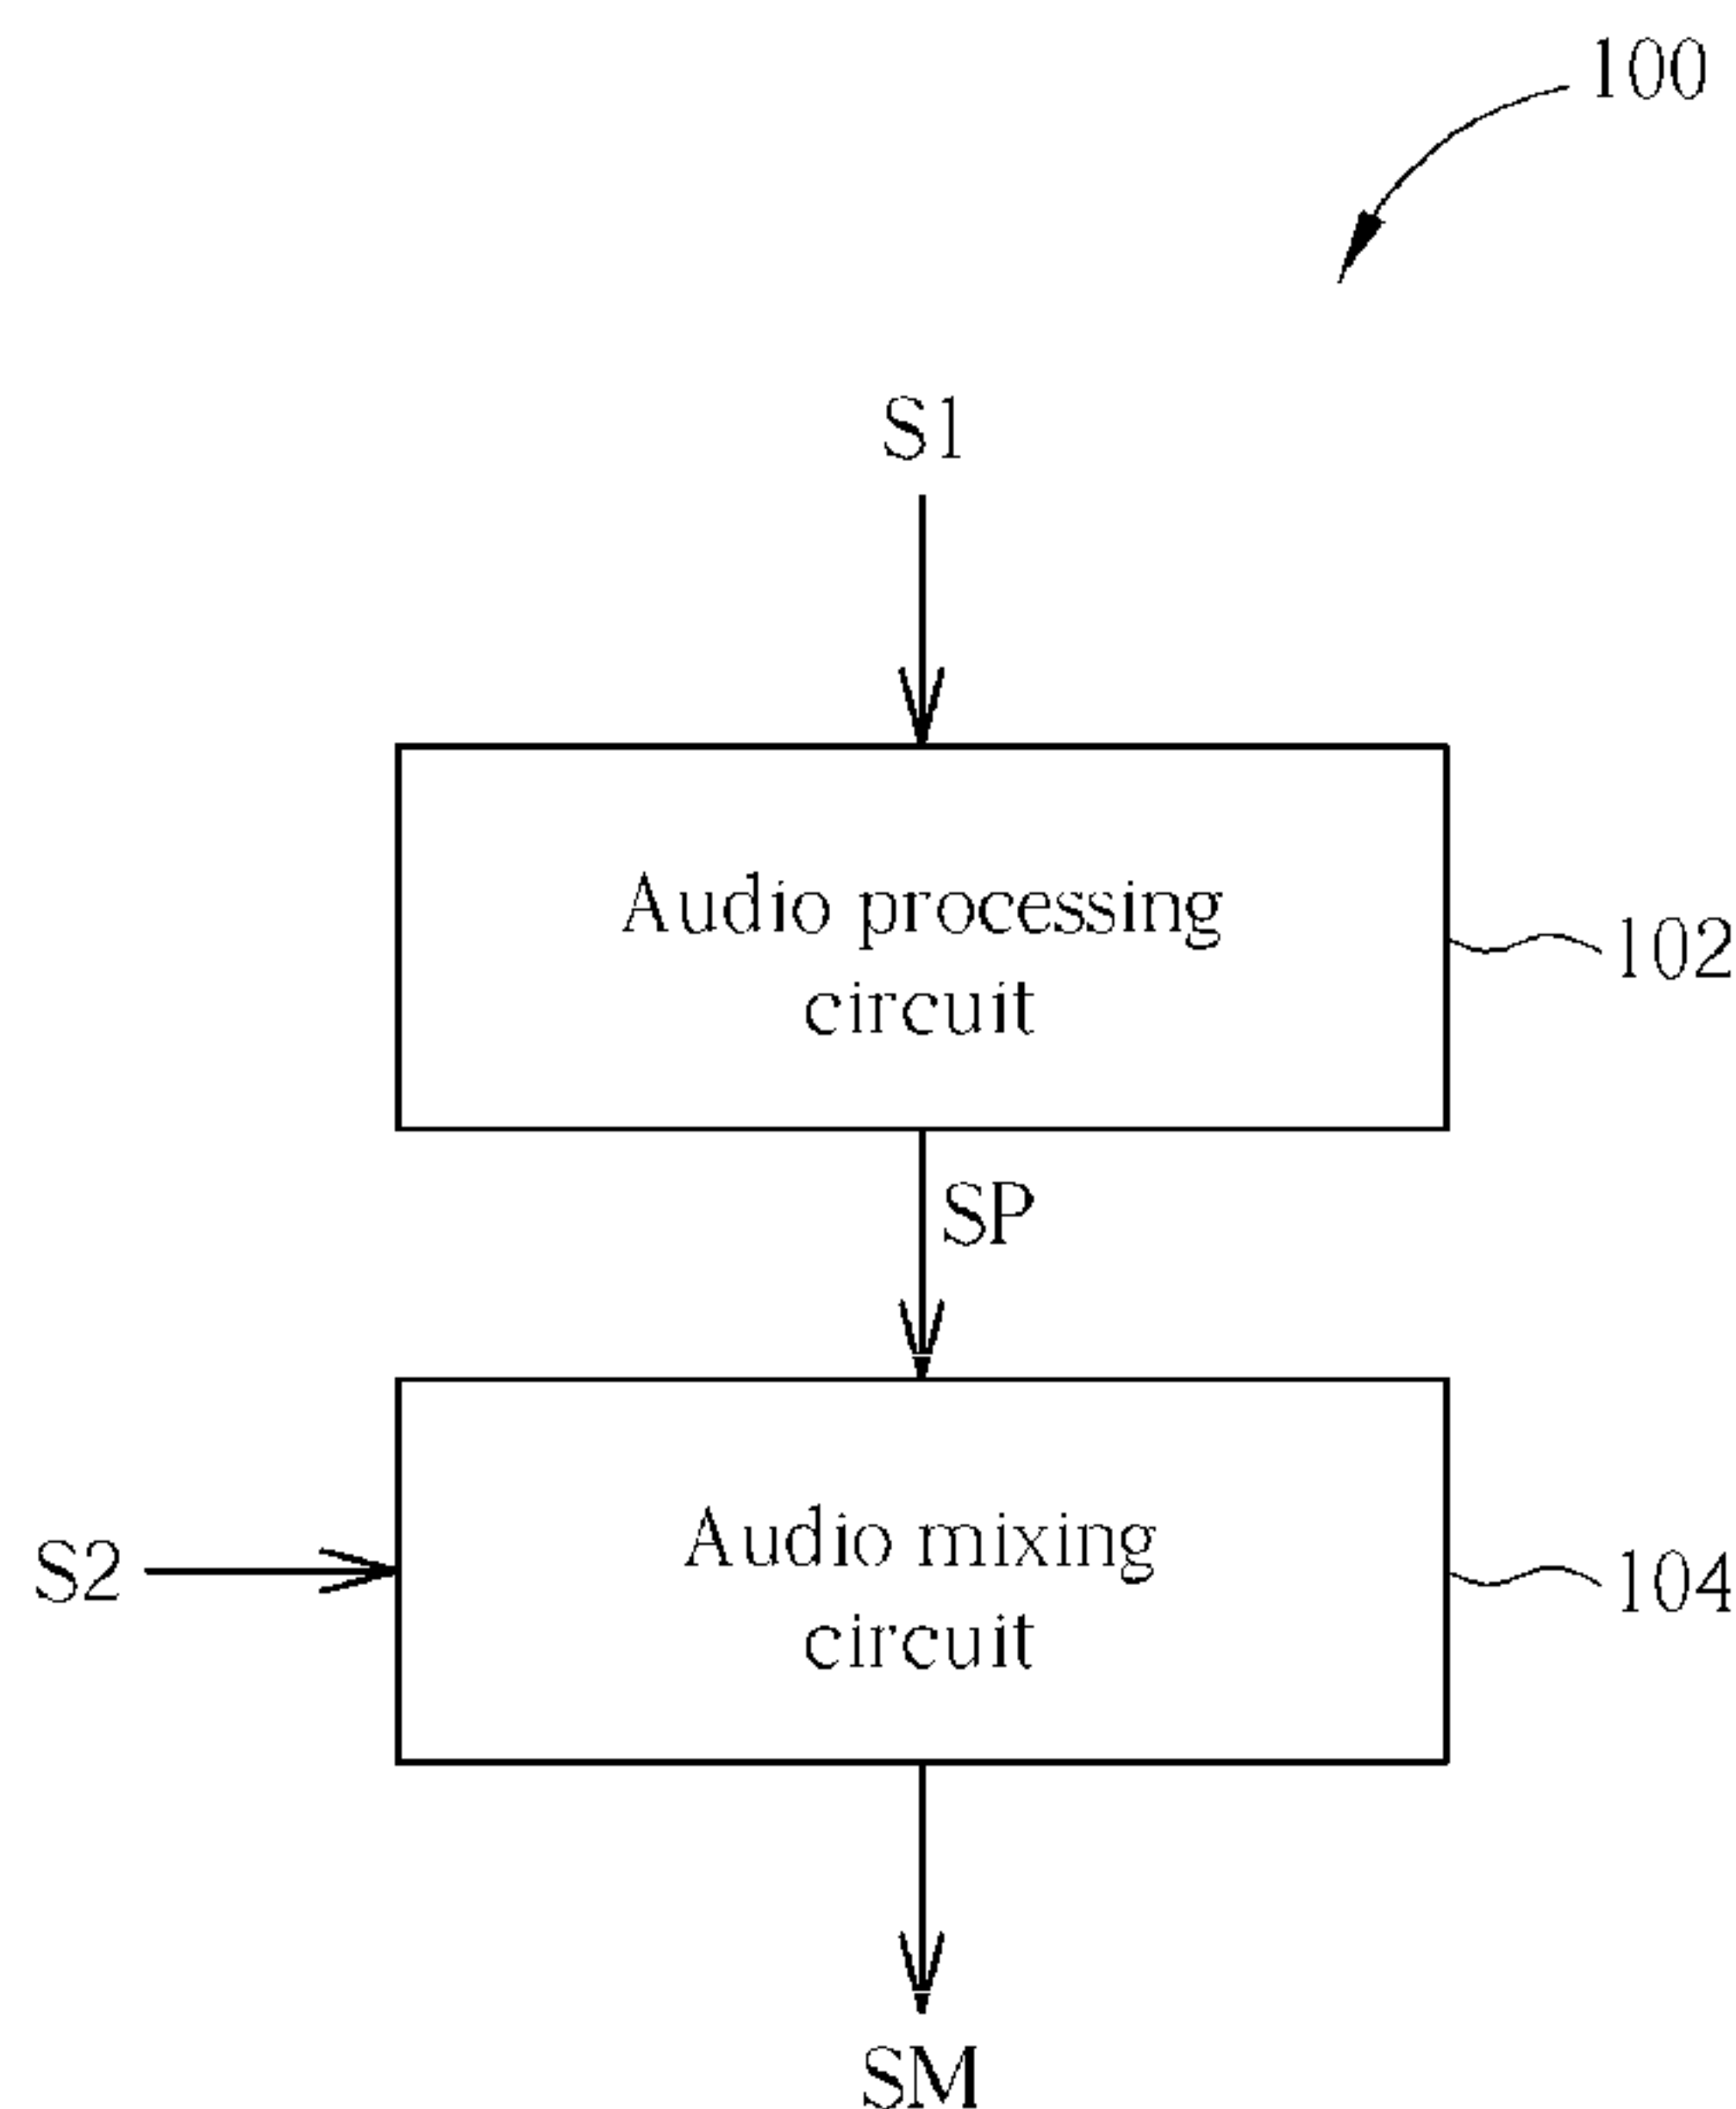 100
S1
Audio processing
circuit
102
SP
Audio mixing
circuit
S2
104
SM